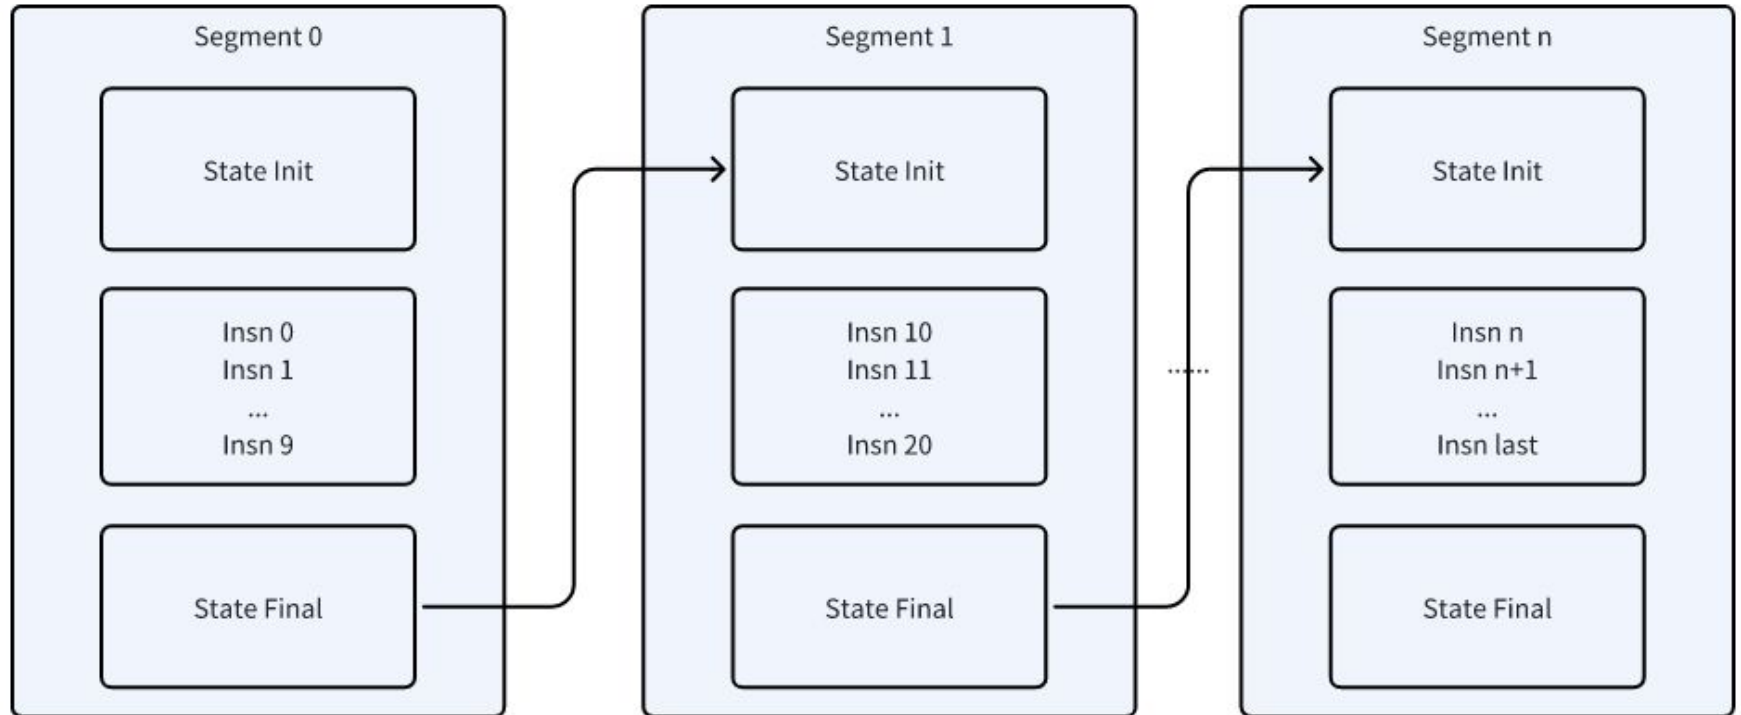 Segment 0
State Init
Insn 0
Insn 1
...
Insn 9
State Final
Segment 1
State Init
Insn 10
Insn 11
...
Insn 20
State Final
......
Segment n
State Init
Insn n
Insn n+1
...
Insn last
State Final